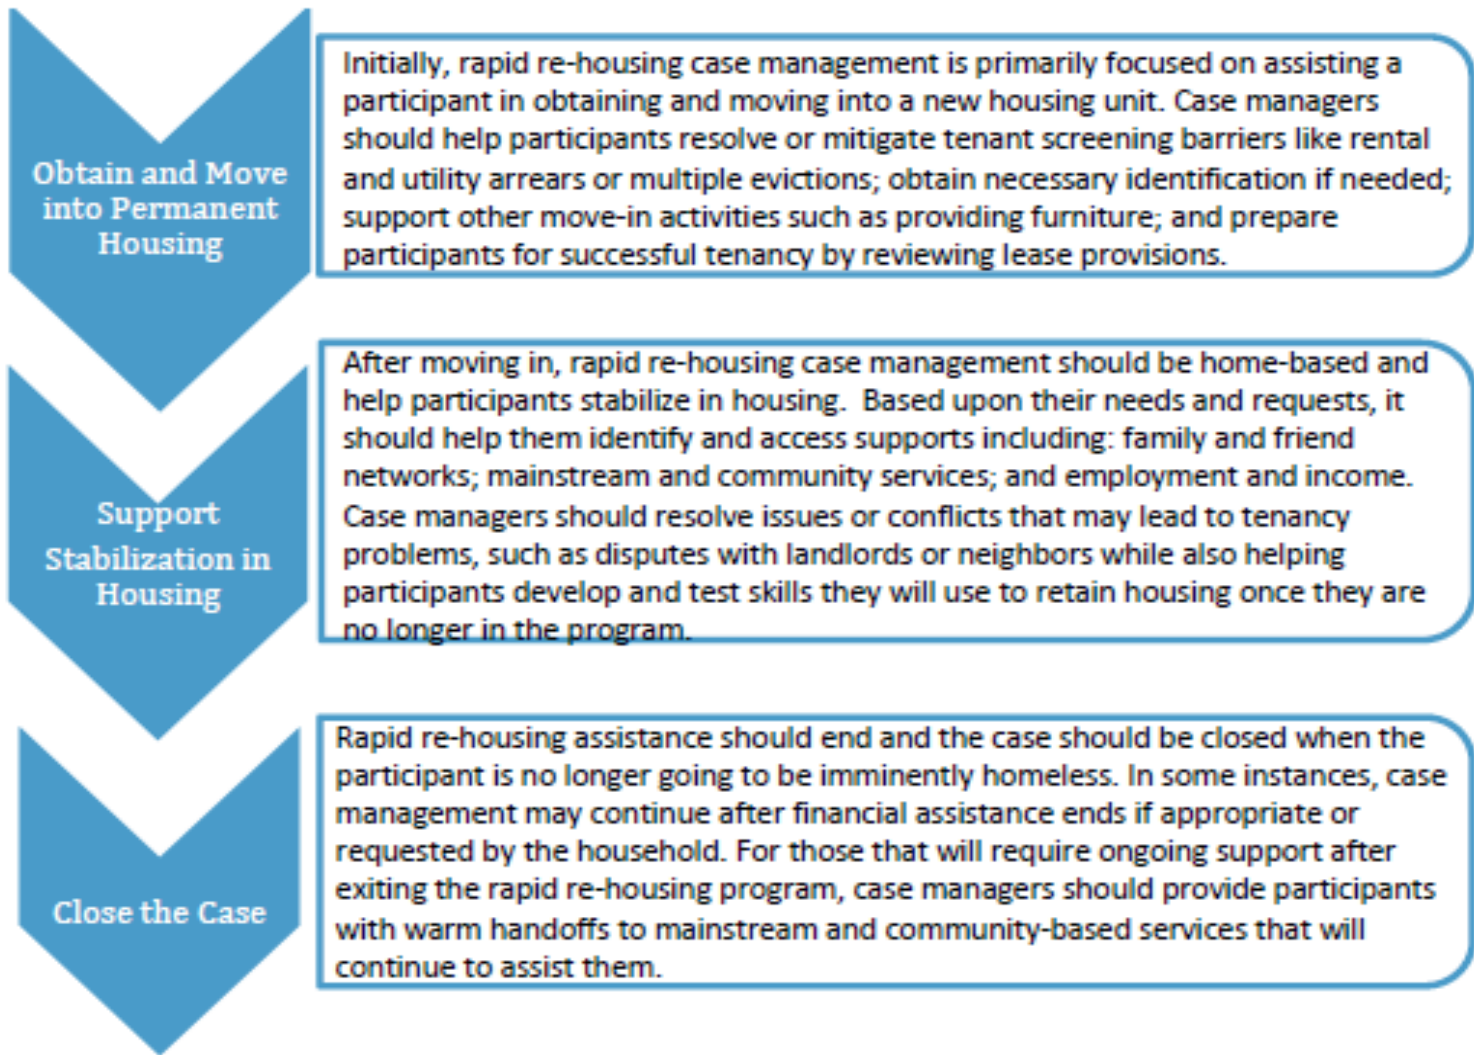 Obtain and Move
into Permanent
Housing
Initially, rapid re-housing case management is primarily focused on assisting a
participant in obtaining and moving into a new housing unit. Case managers
should help participants resolve or mitigate tenant screening barriers like rental
and utility arrears or multiple evictions; obtain necessary identification if needed;
support other move-in activities such as providing furniture; and prepare
participants for successful tenancy by reviewing lease provisions.
Support
Stabilization in
Housing
After moving in, rapid re-housing case management should be home-based and
help participants stabilize in housing.  Based upon their needs and requests, it
should help them identify and access supports including: family and friend
networks; mainstream and community services; and employment and income.
Case managers should resolve issues or conflicts that may lead to tenancy
problems, such as disputes with landlords or neighbors while also helping
participants develop and test skills they will use to retain housing once they are
no longer in the program.
Close the Case
Rapid re-housing assistance should end and the case should be closed when the
participant is no longer going to be imminently homeless. In some instances, case
management may continue after financial assistance ends if appropriate or
requested by the household. For those that will require ongoing support after
exiting the rapid re-housing program, case managers should provide participants
with warm handoffs to mainstream and community-based services that will
continue to assist them.